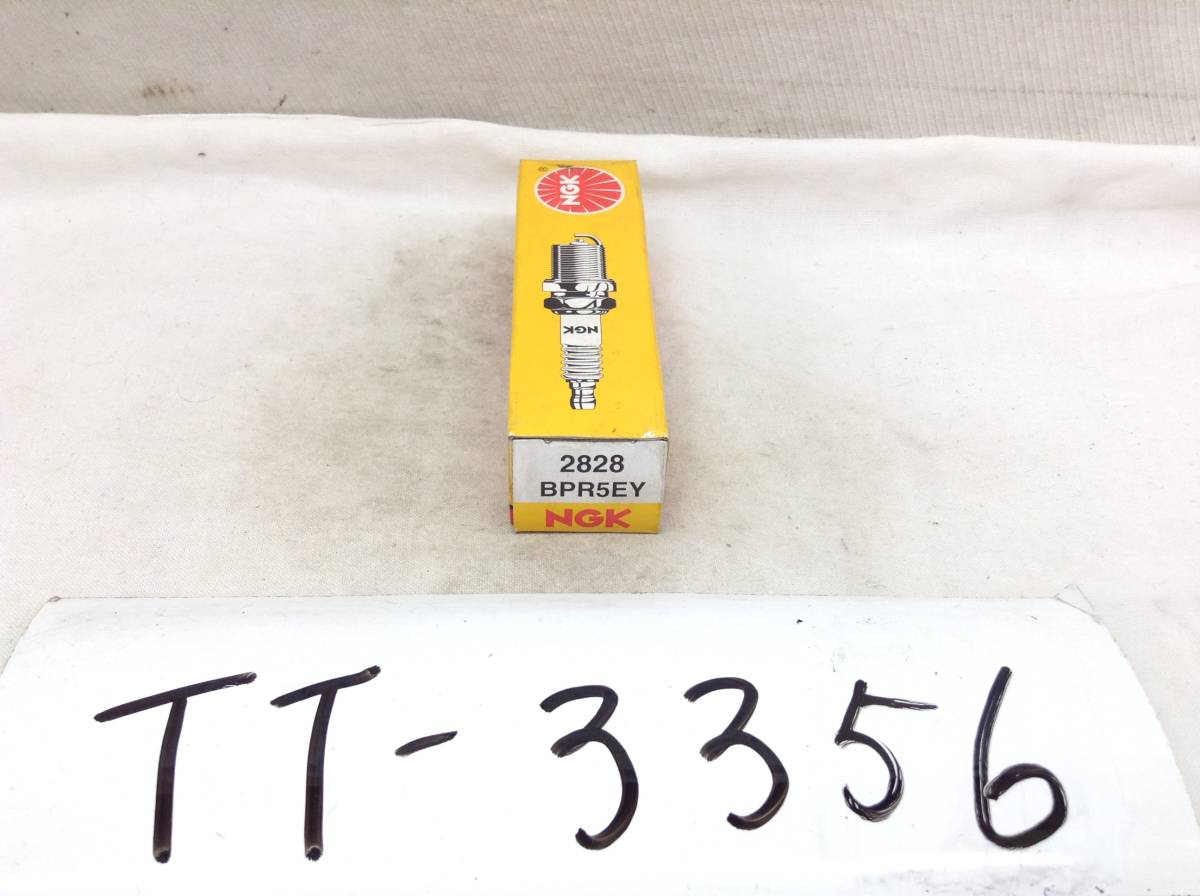 ® NGK
NGK
2828
BPR5EY
NGK
TT-3356